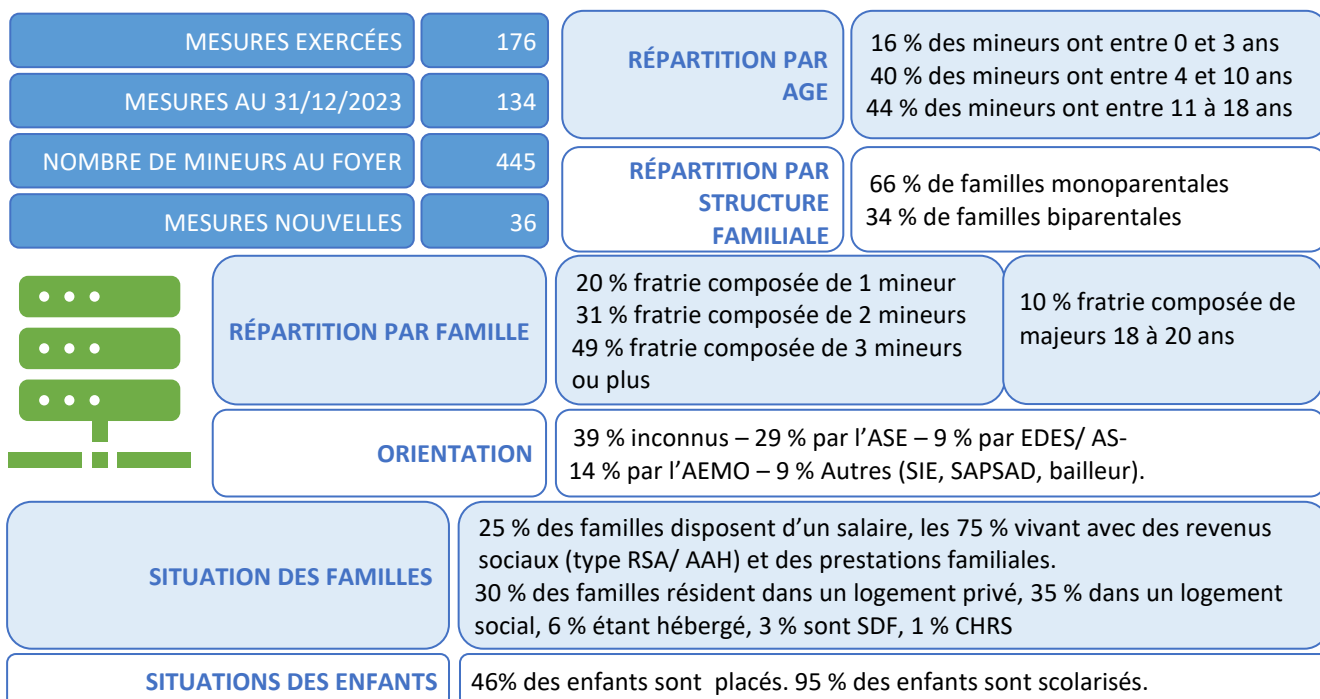 MESURES EXERCÉES 176
MESURES AU 31/12/2023 134
NOMBRE DE MINEURS AU FOYER 445
MESURES NOUVELLES 36
RÉPARTITION PAR
AGE
16 % des mineurs ont entre 0 et 3 ans
40 % des mineurs ont entre 4 et 10 ans
44 % des mineurs ont entre 11 à 18 ans
RÉPARTITION PAR
STRUCTURE
FAMILIALE
66 % de familles monoparentales
34 % de familles biparentales
RÉPARTITION PAR FAMILLE
20 % fratrie composée de 1 mineur
31 % fratrie composée de 2 mineurs
49 % fratrie composée de 3 mineurs
ou plus
10 % fratrie composée de
majeurs 18 à 20 ans
ORIENTATION
39 % inconnus – 29 % par l’ASE – 9 % par EDES/ AS-
14 % par l’AEMO – 9 % Autres (SIE, SAPSAD, bailleur).
SITUATION DES FAMILLES
25 % des familles disposent d’un salaire, les 75 % vivant avec des revenus
sociaux (type RSA/ AAH) et des prestations familiales.
30 % des familles résident dans un logement privé, 35 % dans un logement
social, 6 % étant hébergé, 3 % sont SDF, 1 % CHRS
SITUATIONS DES ENFANTS
46% des enfants sont placés. 95 % des enfants sont scolarisés.